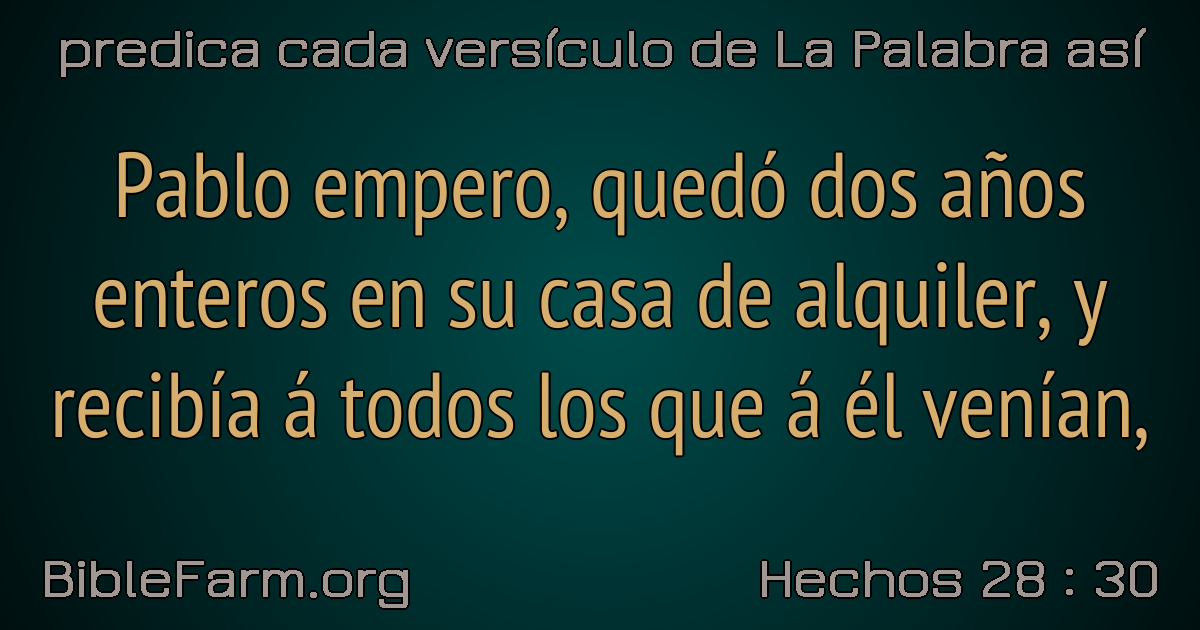 predica cada versículo de La Palabra así
Pablo empero, quedó dos años
enteros en su casa de alquiler, y
recibía á todos los que á él venían,
BibleFarm.org
Hechos 28 : 30